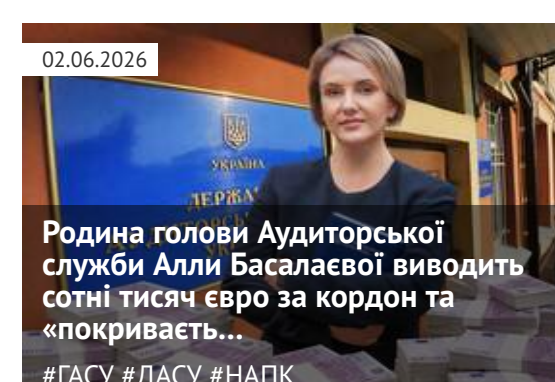 02.06.2026
УКРАЇНА
ДЕРЖА
Родина голови Аудиторської
служби Алли Басалаєвої виводить
сотні тисяч євро за кордон та
«покриваєть...
#ГАСУ #ДАСУ #НАПК